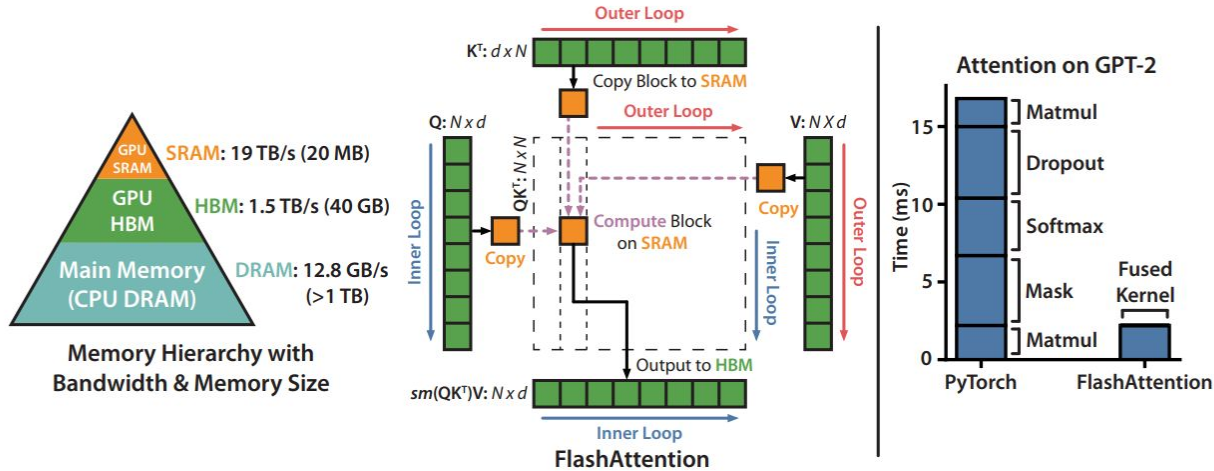 GPU
SRAM
GPU
HBM
Main Memory
(CPU DRAM)
SRAM: 19 TB/s (20 MB)
HBM: 1.5 TB/s (40 GB)
DRAM: 12.8 GB/s
(>1 TB)
Memory Hierarchy with
Bandwidth & Memory Size
Outer Loop
Kᵀ: d x N
Copy Block to SRAM
Outer Loop
Q: N x d
V: N X d
QKᵀ: N x N
Inner Loop
Copy
Compute Block
on SRAM
Copy
Inner Loop
Outer Loop
Output to HBM
sm(QKᵀ)V: N x d
Inner Loop
FlashAttention
Attention on GPT-2
Time (ms)
15
10
5
0
Matmul
Dropout
Softmax
Mask
Matmul
Fused
Kernel
PyTorch
FlashAttention